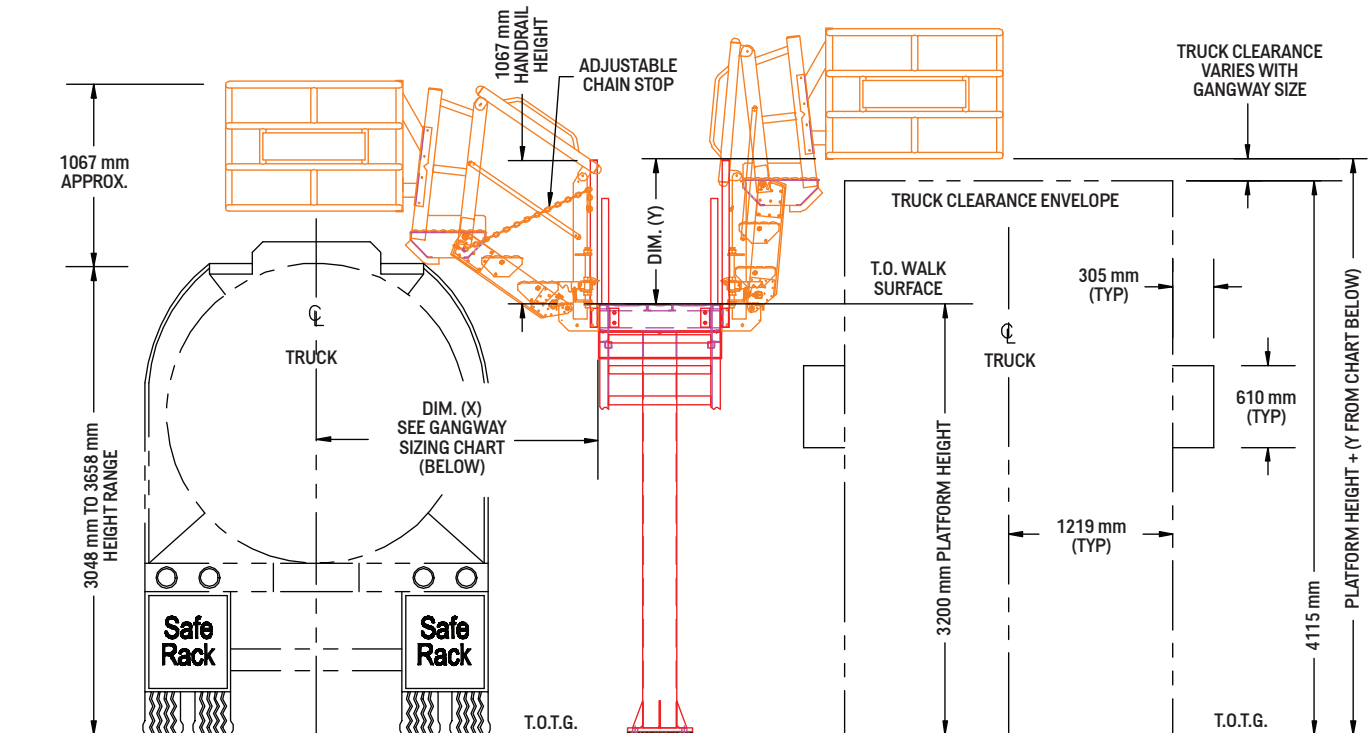 1067 mm
HANDRAIL
HEIGHT
ADJUSTABLE
CHAIN STOP
TRUCK CLEARANCE
VARIES WITH
GANGWAY SIZE
1067 mm
APPROX.
TRUCK CLEARANCE ENVELOPE
DIM. (Y)
T.O. WALK
SURFACE
305 mm
(TYP)
℄
TRUCK
℄
TRUCK
DIM. (X)
SEE GANGWAY
SIZING CHART
(BELOW)
610 mm
(TYP)
3048 mm TO 3658 mm
HEIGHT RANGE
3200 mm PLATFORM HEIGHT
1219 mm
(TYP)
4115 mm
PLATFORM HEIGHT + (Y FROM CHART BELOW)
Safe
Rack
Safe
Rack
T.O.T.G.
T.O.T.G.